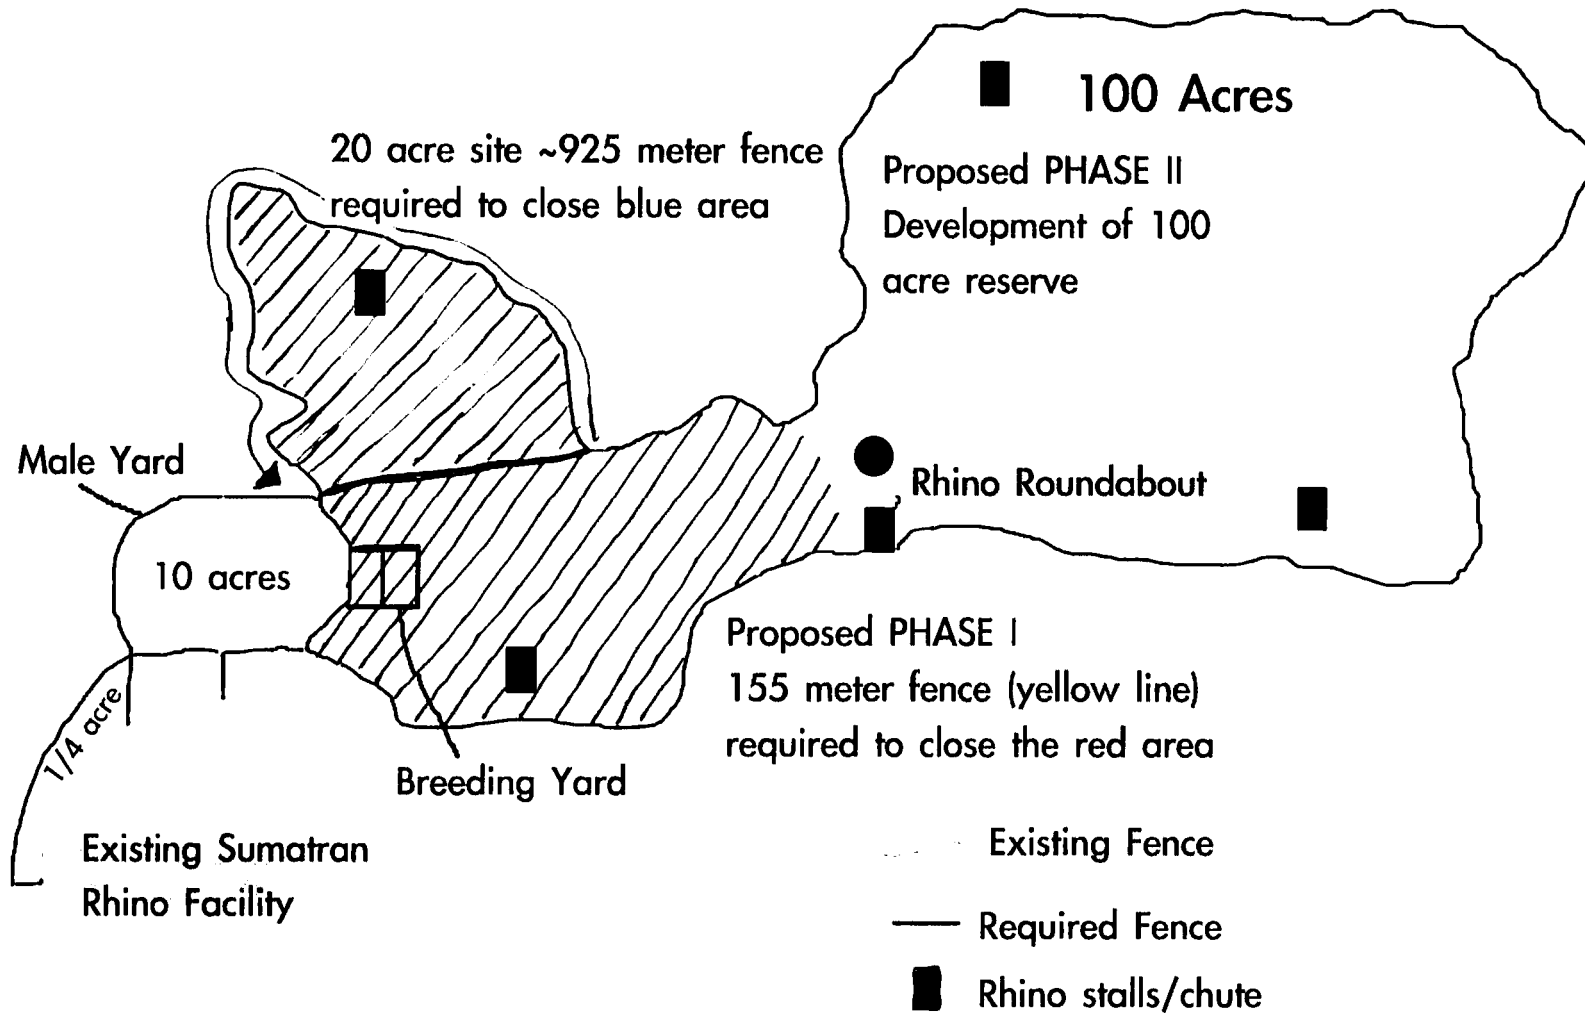 100 Acres
20 acre site ~925 meter fence
required to close blue area
Proposed PHASE II
Development of 100
acre reserve
Male Yard
Rhino Roundabout
10 acres
Proposed PHASE I
155 meter fence (yellow line)
required to close the red area
1/4 acre
Breeding Yard
Existing Sumatran
Rhino Facility
Existing Fence
Required Fence
Rhino stalls/chute